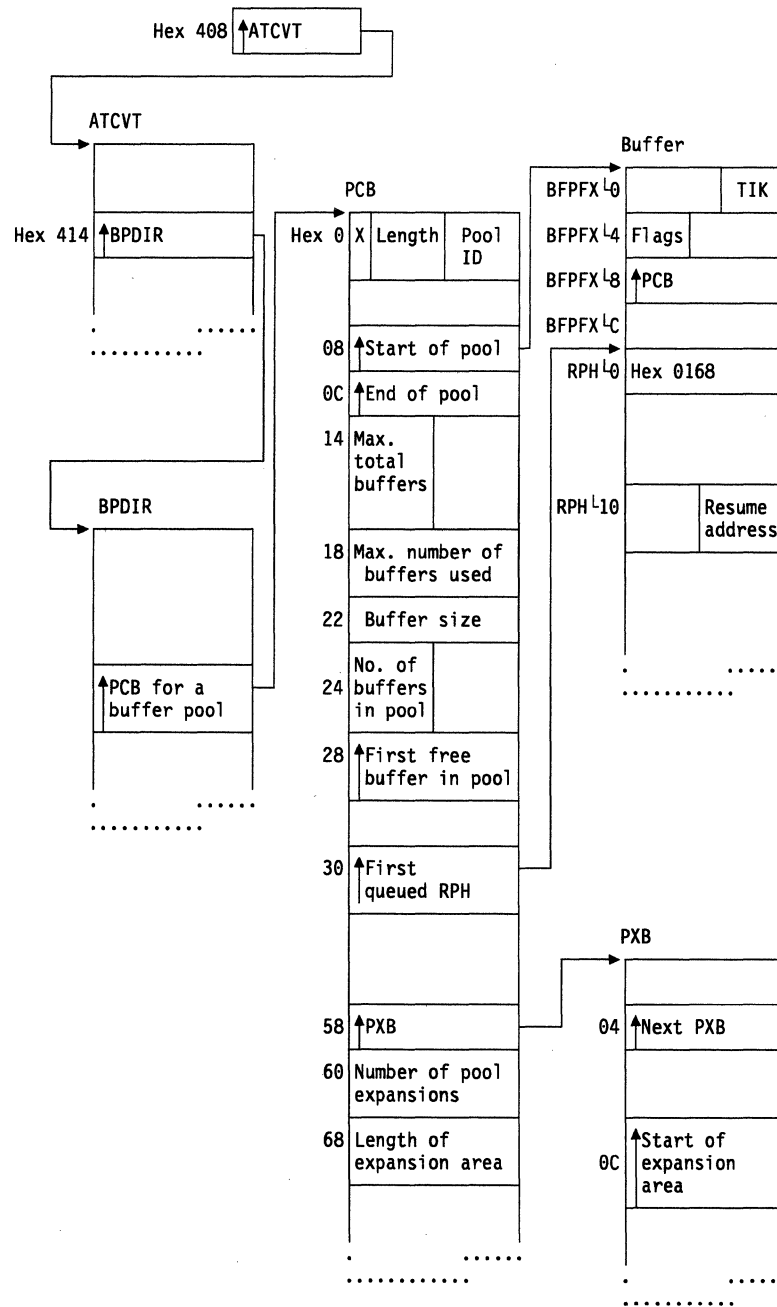 Hex 408 ATCVT
ATCVT
Hex 414 BPDIR
BPDIR
PCB for a
buffer pool
PCB
Hex 0 X Length Pool
ID
08 Start of pool
0C End of pool
14 Max.
total
buffers
18 Max. number of
buffers used
22 Buffer size
24 No. of
buffers
in pool
28 First free
buffer in pool
30 First
queued RPH
58 PXB
60 Number of pool
expansions
68 Length of
expansion area
Buffer
BFPFX└0 TIK
BFPFX└4 Flags
BFPFX└8 PCB
BFPFX└C
RPH└0 Hex 0168
RPH└10 Resume
address
PXB
04 Next PXB
0C Start of
expansion
area